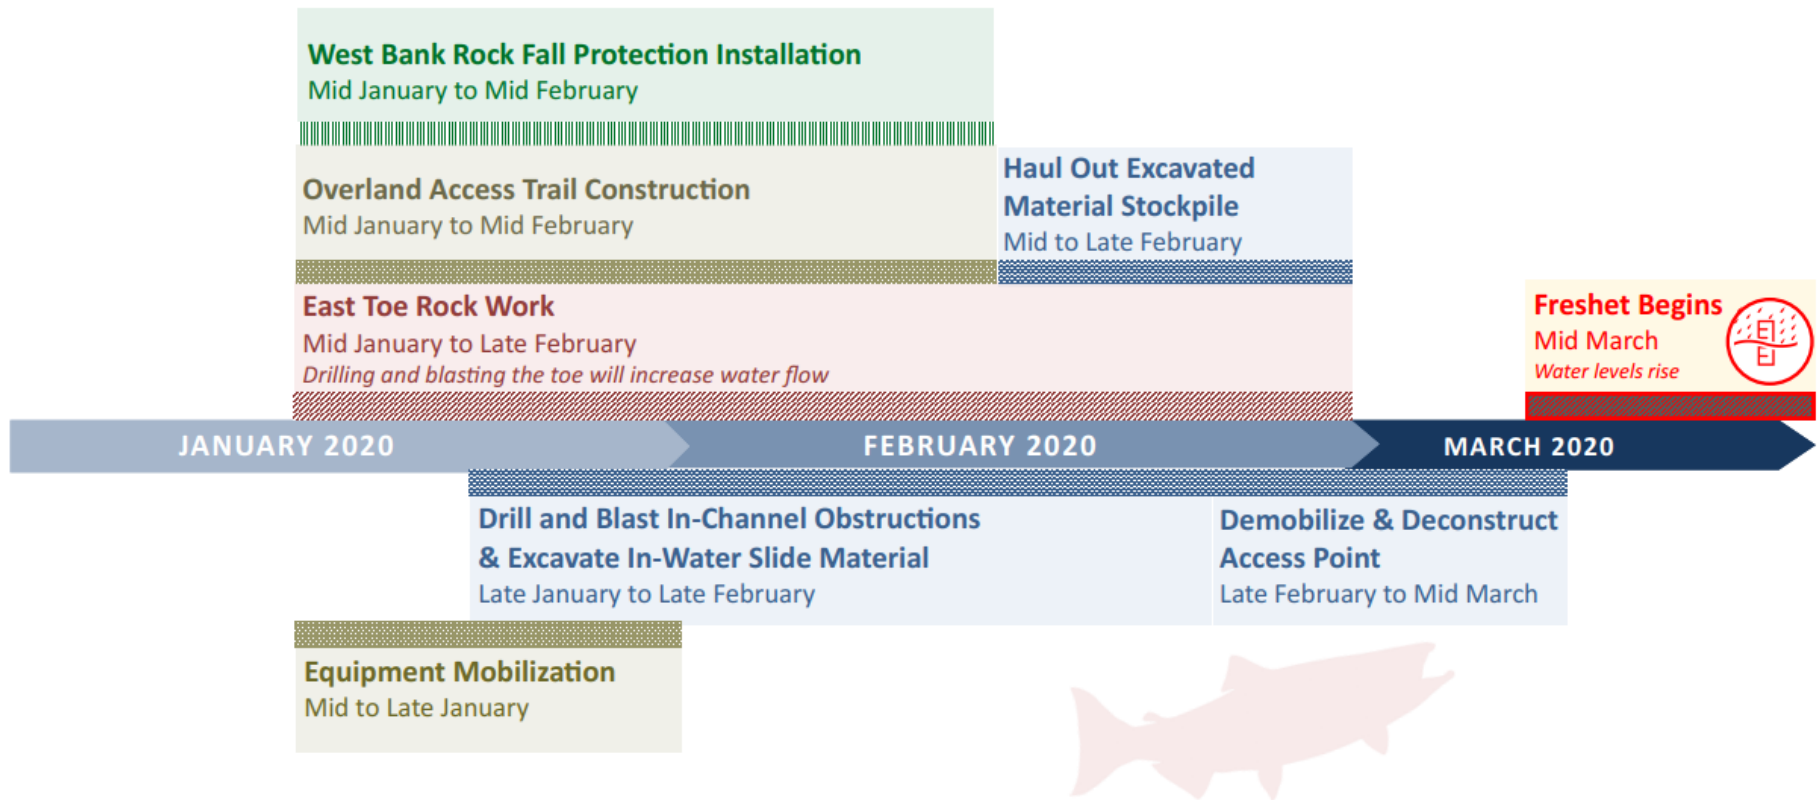 West Bank Rock Fall Protection Installation
Mid January to Mid February
Overland Access Trail Construction
Mid January to Mid February
Haul Out Excavated
Material Stockpile
Mid to Late February
East Toe Rock Work
Mid January to Late February
Drilling and blasting the toe will increase water flow
Freshet Begins
Mid March
Water levels rise
JANUARY 2020
FEBRUARY 2020
MARCH 2020
Drill and Blast In-Channel Obstructions
& Excavate In-Water Slide Material
Late January to Late February
Demobilize & Deconstruct
Access Point
Late February to Mid March
Equipment Mobilization
Mid to Late January